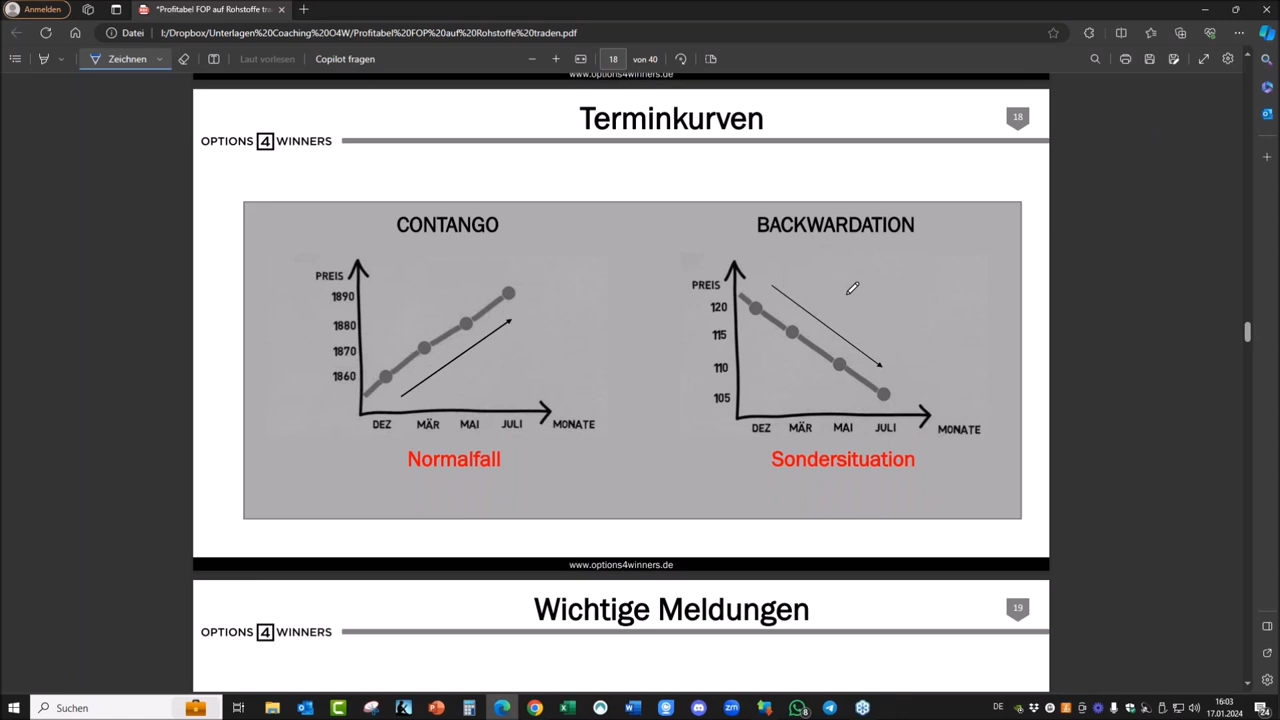 Anmelden
*Profitabel FOP auf Rohstoffe tra
Datei
I:/Dropbox/Unterlagen%20Coaching%20O4W/Profitabel%20FOP%20auf%20Rohstoffe%20traden.pdf
Zeichnen
Laut vorlesen
Copilot fragen
18
von 40
www.options4winners.de
Terminkurven
18
OPTIONS 4 WINNERS
CONTANGO
PREIS
1890
1880
1870
1860
DEZ MÄR MAI JULI MONATE
Normalfall
BACKWARDATION
PREIS
120
115
110
105
DEZ MÄR MAI JULI MONATE
Sondersituation
www.options4winners.de
Wichtige Meldungen
19
OPTIONS 4 WINNERS
Suchen
DE
16:03
17.01.2024
8
24